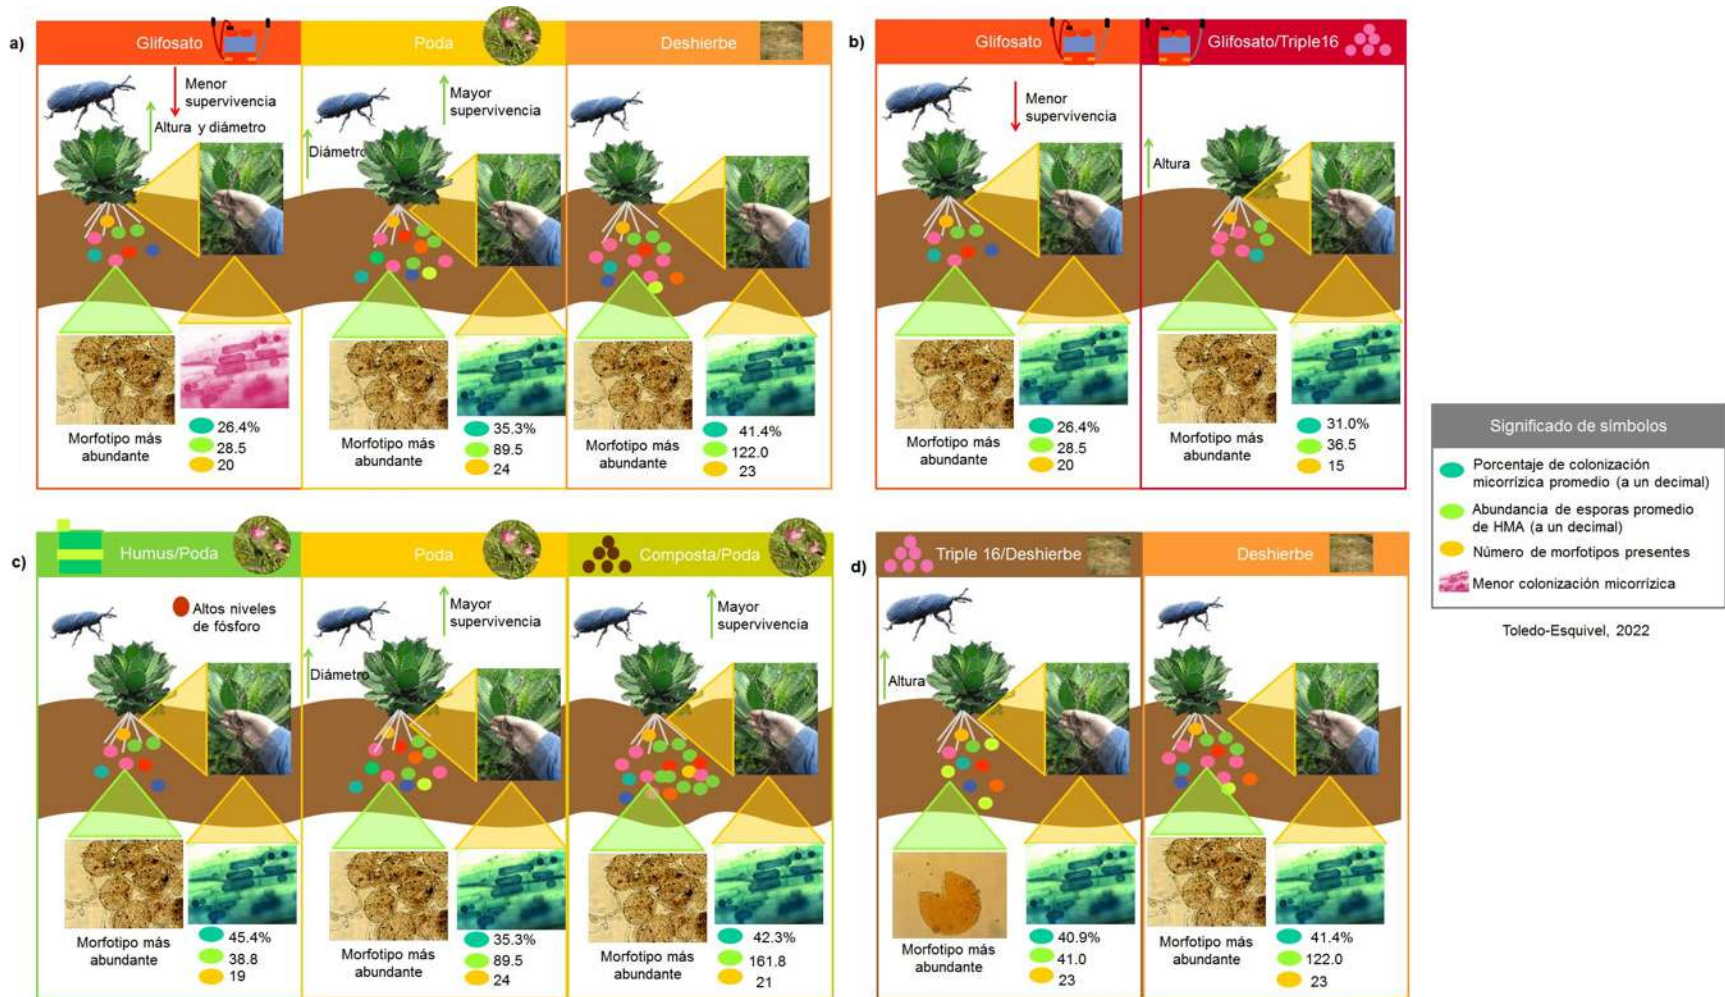 a)
Glifosato
Poda
Deshierbe
Menor
supervivencia
Altura y diámetro
Mayor
supervivencia
Diámetro
Morfotipo más
abundante
26.4%
28.5
20
Morfotipo más
abundante
35.3%
89.5
24
Morfotipo más
abundante
41.4%
122.0
23
b)
Glifosato
Glifosato/Triple16
Menor
supervivencia
Altura
Morfotipo más
abundante
26.4%
28.5
20
Morfotipo más
abundante
31.0%
36.5
15
Significado de símbolos
Porcentaje de colonización
micorrízica promedio (a un decimal)
Abundancia de esporas promedio
de HMA (a un decimal)
Número de morfotipos presentes
Menor colonización micorrízica
Toledo-Esquivel, 2022
c)
Humus/Poda
Poda
Composta/Poda
Altos niveles
de fósforo
Mayor
supervivencia
Diámetro
Mayor
supervivencia
Morfotipo más
abundante
45.4%
38.8
19
Morfotipo más
abundante
35.3%
89.5
24
Morfotipo más
abundante
42.3%
161.8
21
d)
Triple 16/Deshierbe
Deshierbe
Altura
Morfotipo más
abundante
40.9%
41.0
23
Morfotipo más
abundante
41.4%
122.0
23